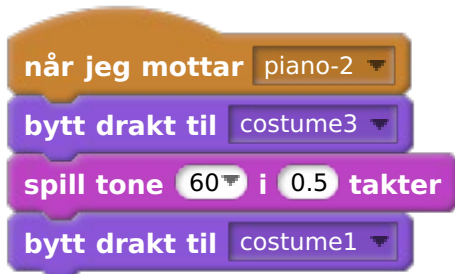 når jeg mottar piano-2
bytt drakt til costume3
spill tone 60 i 0.5 takter
bytt drakt til costume1